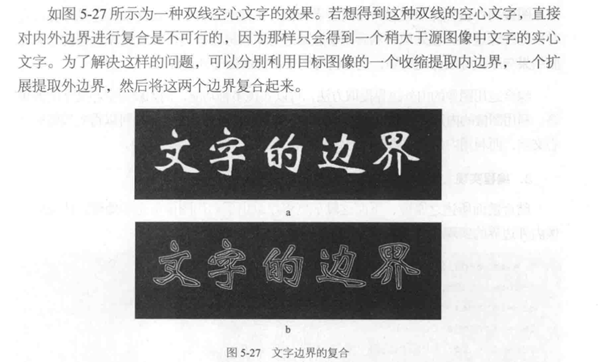 如图 5-27 所示为一种双线空心文字的效果。若想得到这种双线的空心文字，直接
对内外边界进行复合是不可行的，因为那样只会得到一个稍大于源图像中文字的实心
文字。为了解决这样的问题，可以分别利用目标图像的一个收缩提取内边界，一个扩
展提取外边界，然后将这两个边界复合起来。
文字的边界
a
文字的边界
b
图 5-27 文字边界的复合